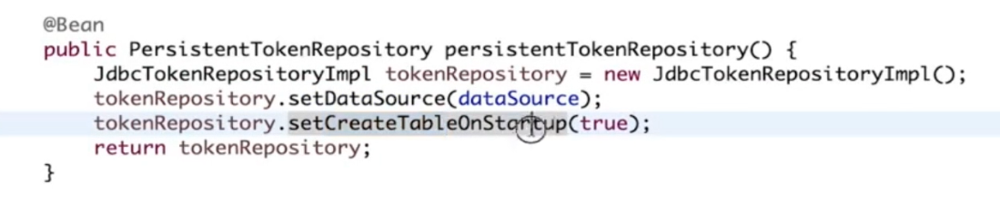 @Bean
public PersistentTokenRepository persistentTokenRepository() {
JdbcTokenRepositoryImpl tokenRepository = new JdbcTokenRepositoryImpl();
tokenRepository.setDataSource(dataSource);
tokenRepository.setCreateTableOnStartup(true);
return tokenRepository;
}